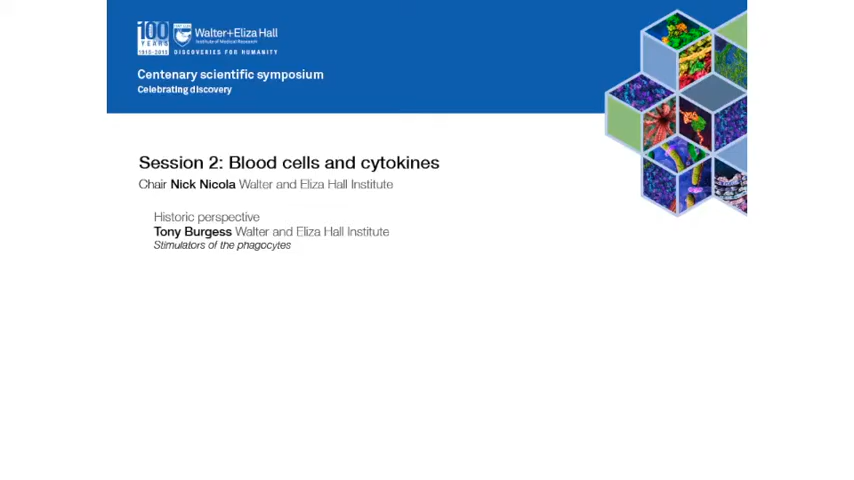 100
YEARS
1915-2015
Walter+Eliza Hall
Institute of Medical Research
DISCOVERIES FOR HUMANITY
Centenary scientific symposium
Celebrating discovery
Session 2: Blood cells and cytokines
Chair Nick Nicola Walter and Eliza Hall Institute
Historic perspective
Tony Burgess Walter and Eliza Hall Institute
Stimulators of the phagocytes